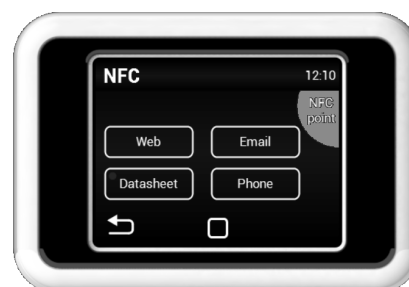 NFC
12:10
NFC
point
Web
Email
Datasheet
Phone